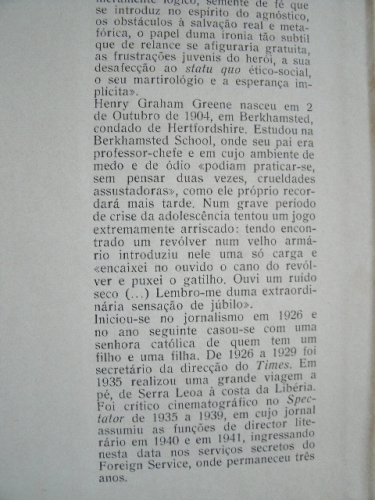 meramente lógico, semente de fé que
se introduz no espírito do agnóstico,
os obstáculos à salvação real e meta-
fórica, o papel duma ironia tão subtil
que de relance se afiguraria gratuita,
as frustrações juvenis do herói, a sua
desafecção ao statu quo ético-social,
o seu martirológio e a esperança im-
plícita».
Henry Graham Greene nasceu em 2
de Outubro de 1904, em Berkhamsted,
condado de Hertfordshire. Estudou na
Berkhamsted School, onde seu pai era
professor-chefe e em cujo ambiente de
medo e de ódio «podiam praticar-se,
sem pensar duas vezes, crueldades
assustadoras», como ele próprio recor-
dará mais tarde. Num grave período
de crise da adolescência tentou um jogo
extremamente arriscado: tendo encon-
trado um revólver num velho armá-
rio introduziu nele uma só carga e
«encaixei no ouvido o cano do revól-
ver e puxei o gatilho. Ouvi um ruído
seco (...) Lembro-me duma extraordi-
nária sensação de júbilo».
Iniciou-se no jornalismo em 1926 e
no ano seguinte casou-se com uma
senhora católica de quem tem um
filho e uma filha. De 1926 a 1929 foi
secretário da direcção do Times. Em
1935 realizou uma grande viagem a
pé, de Serra Leoa à costa da Libéria.
Foi crítico cinematográfico no Spec-
tator de 1935 a 1939, em cujo jornal
assumiu as funções de director lite-
rário em 1940 e em 1941, ingressando
nesta data nos serviços secretos do
Foreign Service, onde permaneceu três
anos.